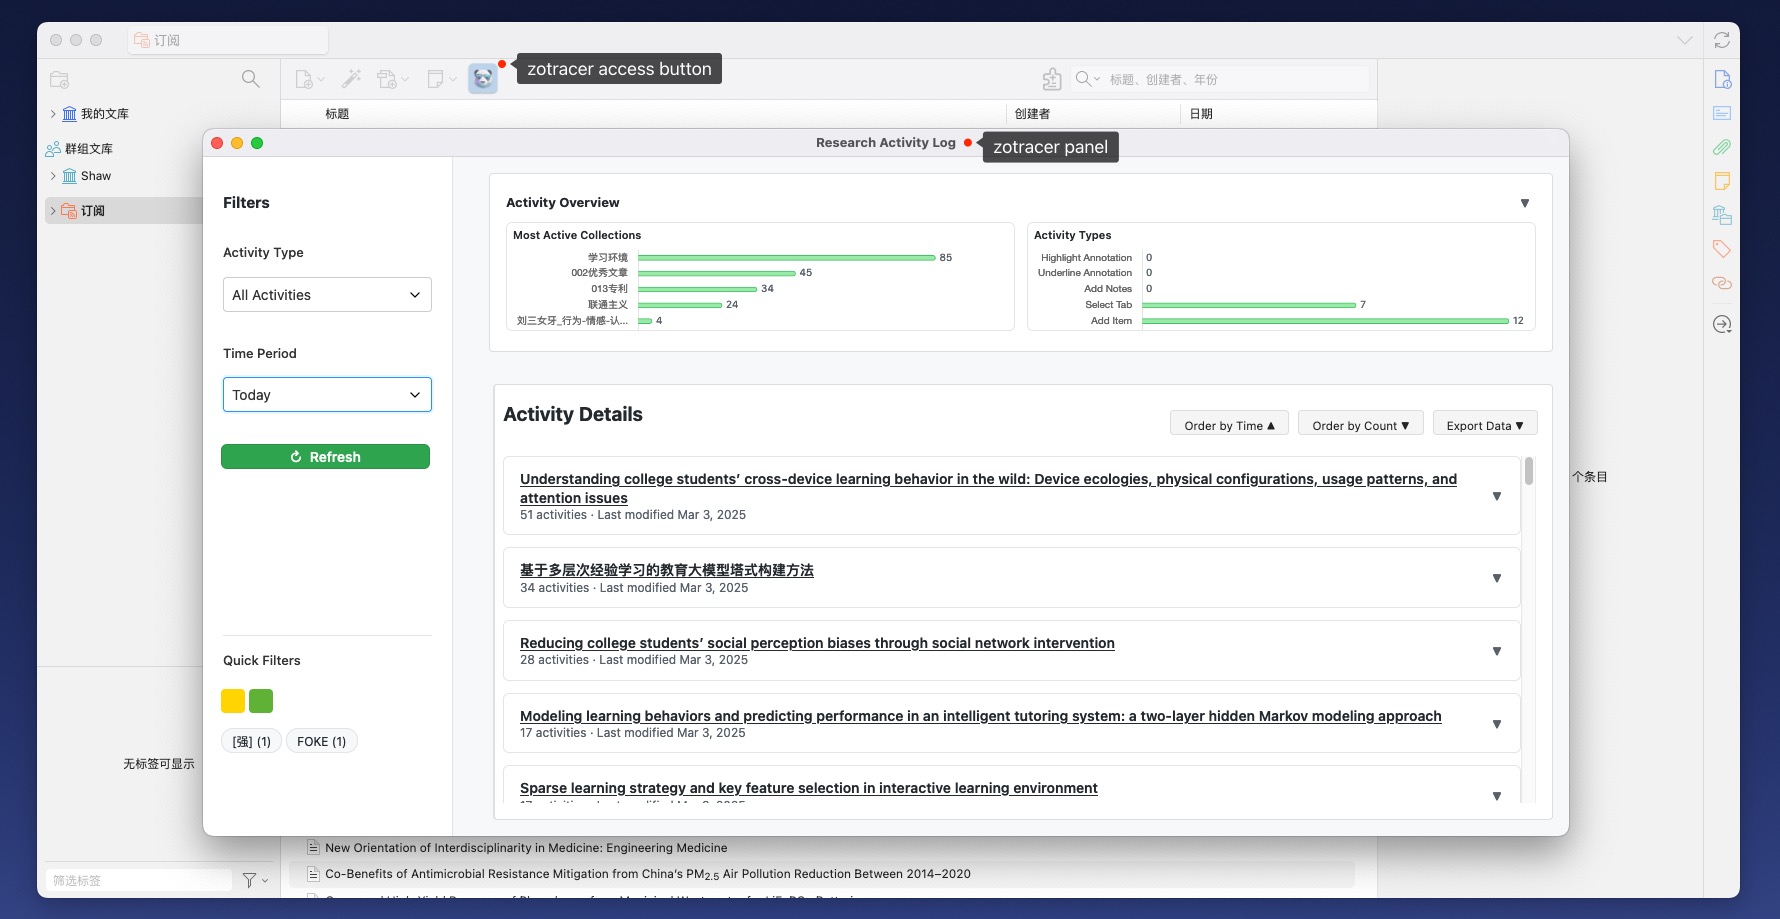 订阅
zotracer access button
标题、创建者、年份
我的文库
标题
创建者
日期
群组文库
Shaw
订阅
Research Activity Log
zotracer panel
Filters
Activity Type
All Activities
Time Period
Today
Refresh
Quick Filters
[强] (1)
FOKE (1)
Activity Overview
Most Active Collections
学习环境 85
002优秀文章 45
013专利 34
联通主义 24
刘三女牙_行为-情感-认... 4
Activity Types
Highlight Annotation 0
Underline Annotation 0
Add Notes 0
Select Tab 7
Add Item 12
Activity Details
Order by Time ▲
Order by Count ▼
Export Data ▼
Understanding college students’ cross-device learning behavior in the wild: Device ecologies, physical configurations, usage patterns, and
attention issues
51 activities · Last modified Mar 3, 2025
基于多层次经验学习的教育大模型塔式构建方法
34 activities · Last modified Mar 3, 2025
Reducing college students’ social perception biases through social network intervention
28 activities · Last modified Mar 3, 2025
Modeling learning behaviors and predicting performance in an intelligent tutoring system: a two-layer hidden Markov modeling approach
17 activities · Last modified Mar 3, 2025
Sparse learning strategy and key feature selection in interactive learning environment
个条目
无标签可显示
筛选标签
New Orientation of Interdisciplinarity in Medicine: Engineering Medicine
Co-Benefits of Antimicrobial Resistance Mitigation from China’s PM2.5 Air Pollution Reduction Between 2014–2020